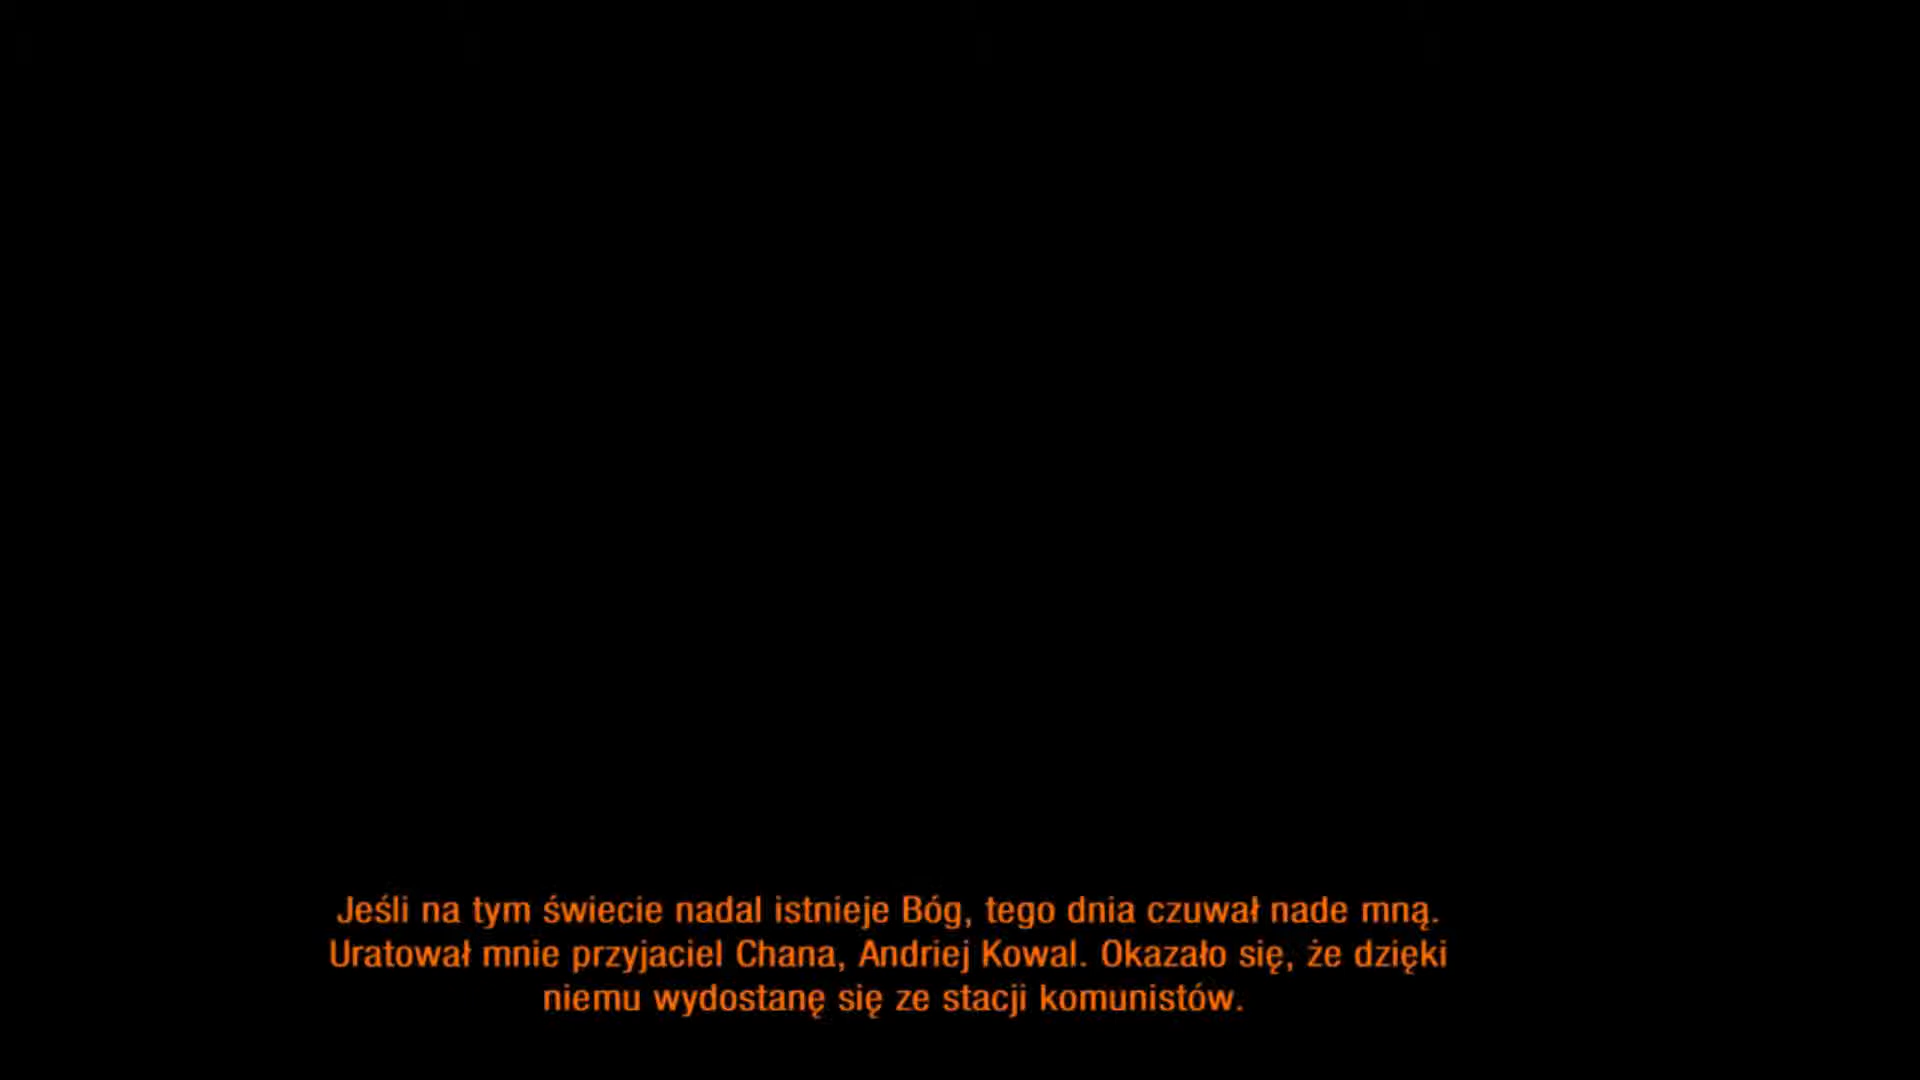 Jeśli na tym świecie nadal istnieje Bóg, tego dnia czuwał nade mną.
Uratował mnie przyjaciel Chana, Andriej Kowal. Okazało się, że dzięki
niemu wydostanę się ze stacji komunistów.